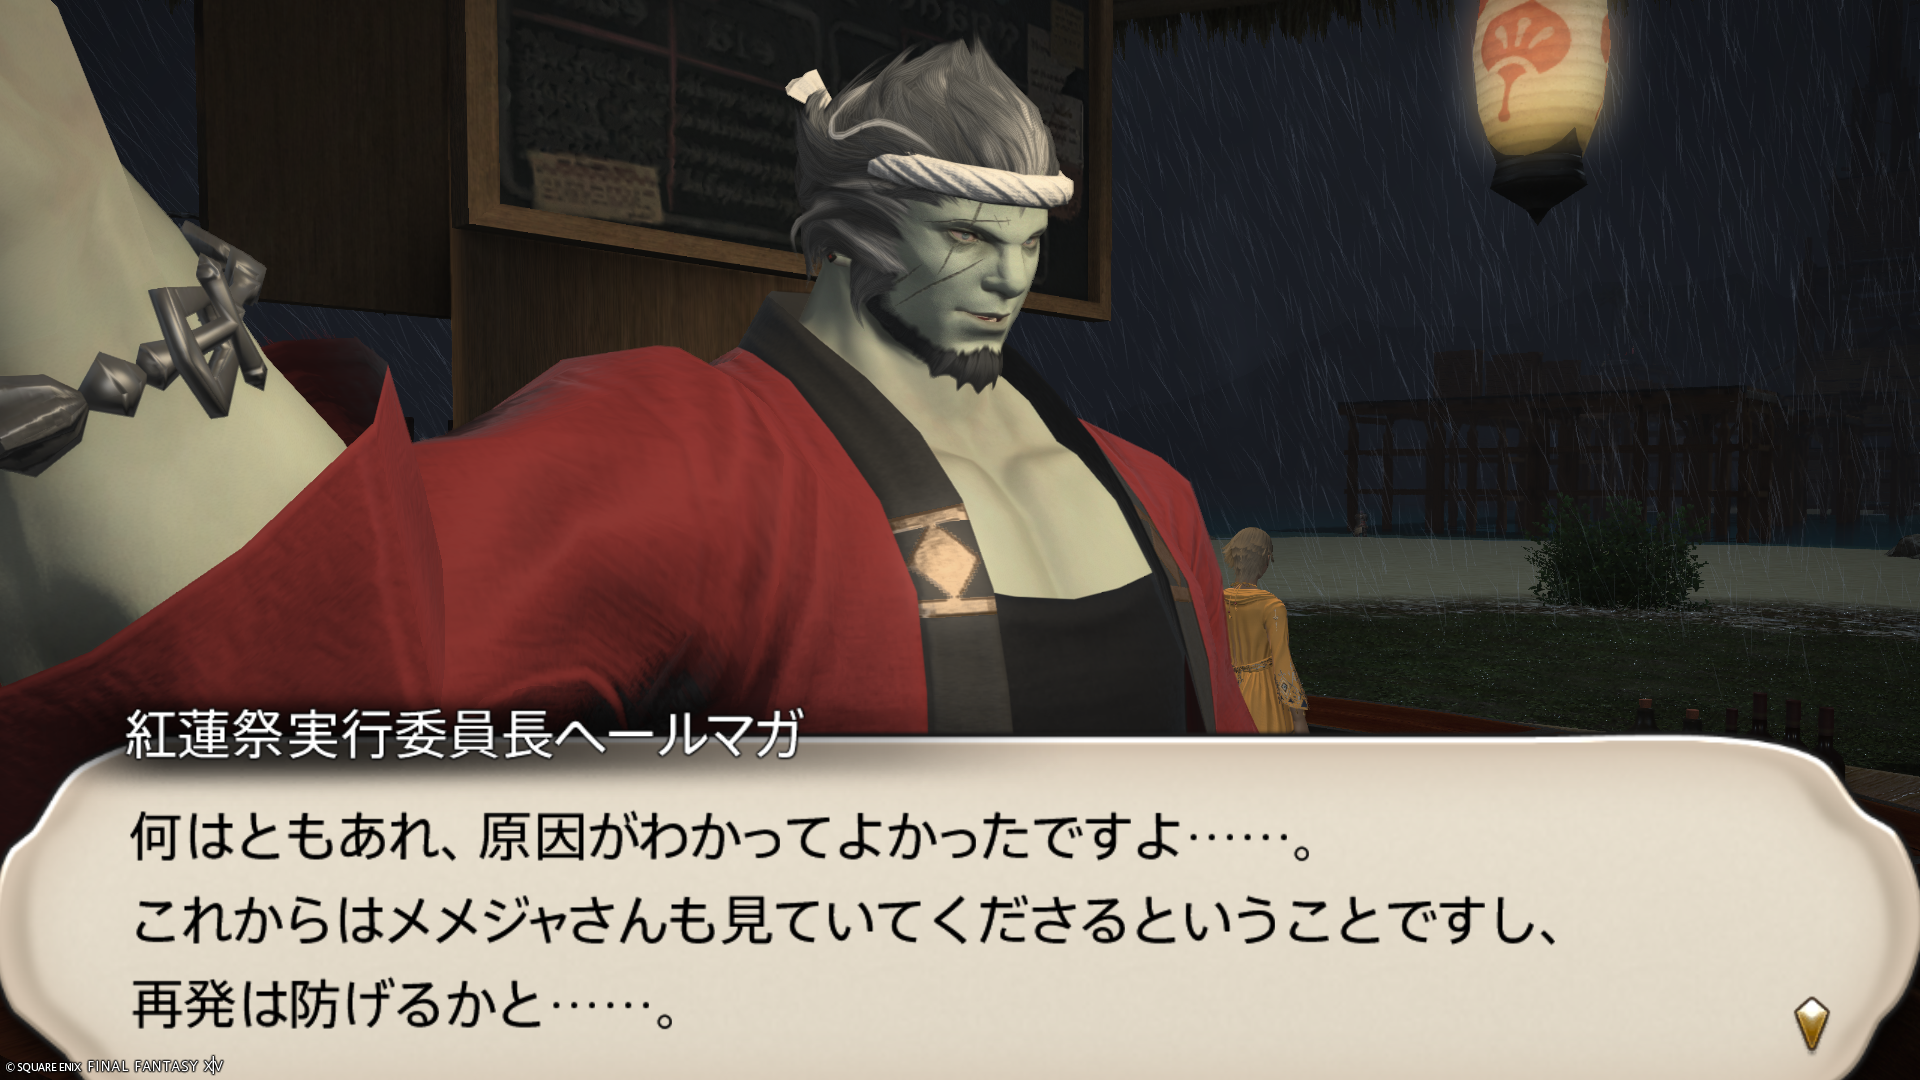 紅蓮祭実行委員長ヘールマガ
何はともあれ、原因がわかってよかったですよ……。
これからはメメジャさんも見ていてくださるということですし、
再発は防げるかと……。
© SQUARE ENIX FINAL FANTASY XIV